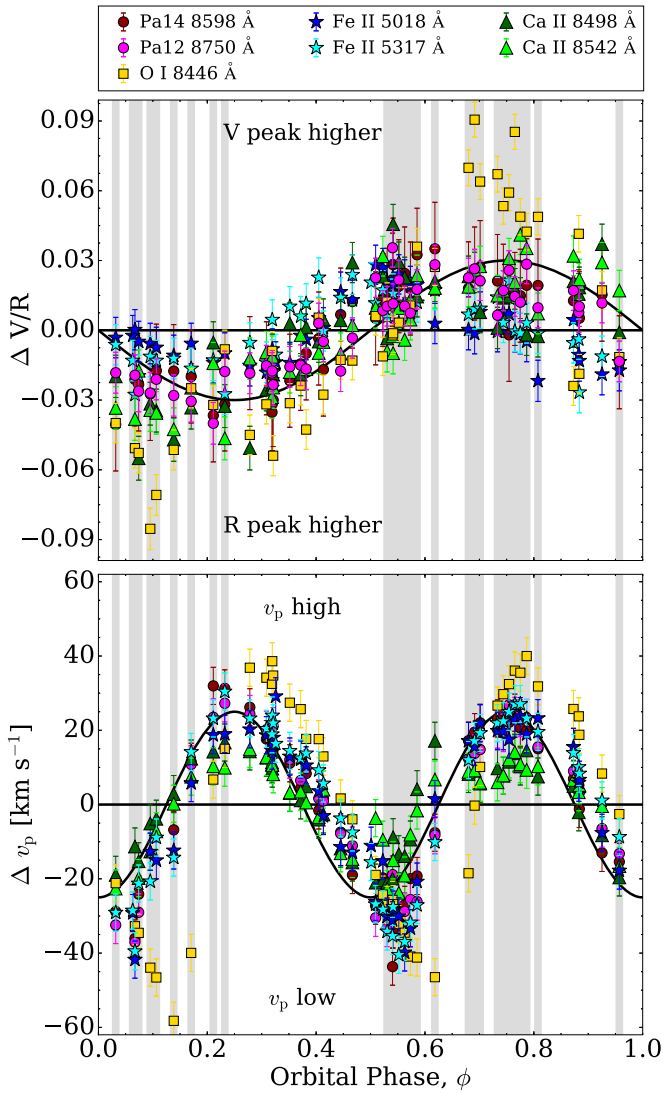 Pa14 8598 Å Fe II 5018 Å Ca II 8498 Å
Pa12 8750 Å Fe II 5317 Å Ca II 8542 Å
O I 8446 Å
0.09
V peak higher
0.06
0.03
Δ V/R
0.00
−0.03
−0.06
R peak higher
−0.09
60
vp high
40
20
Δ vp [km s−1]
0
−20
−40
vp low
−60
0.0 0.2 0.4 0.6 0.8 1.0
Orbital Phase, ϕ